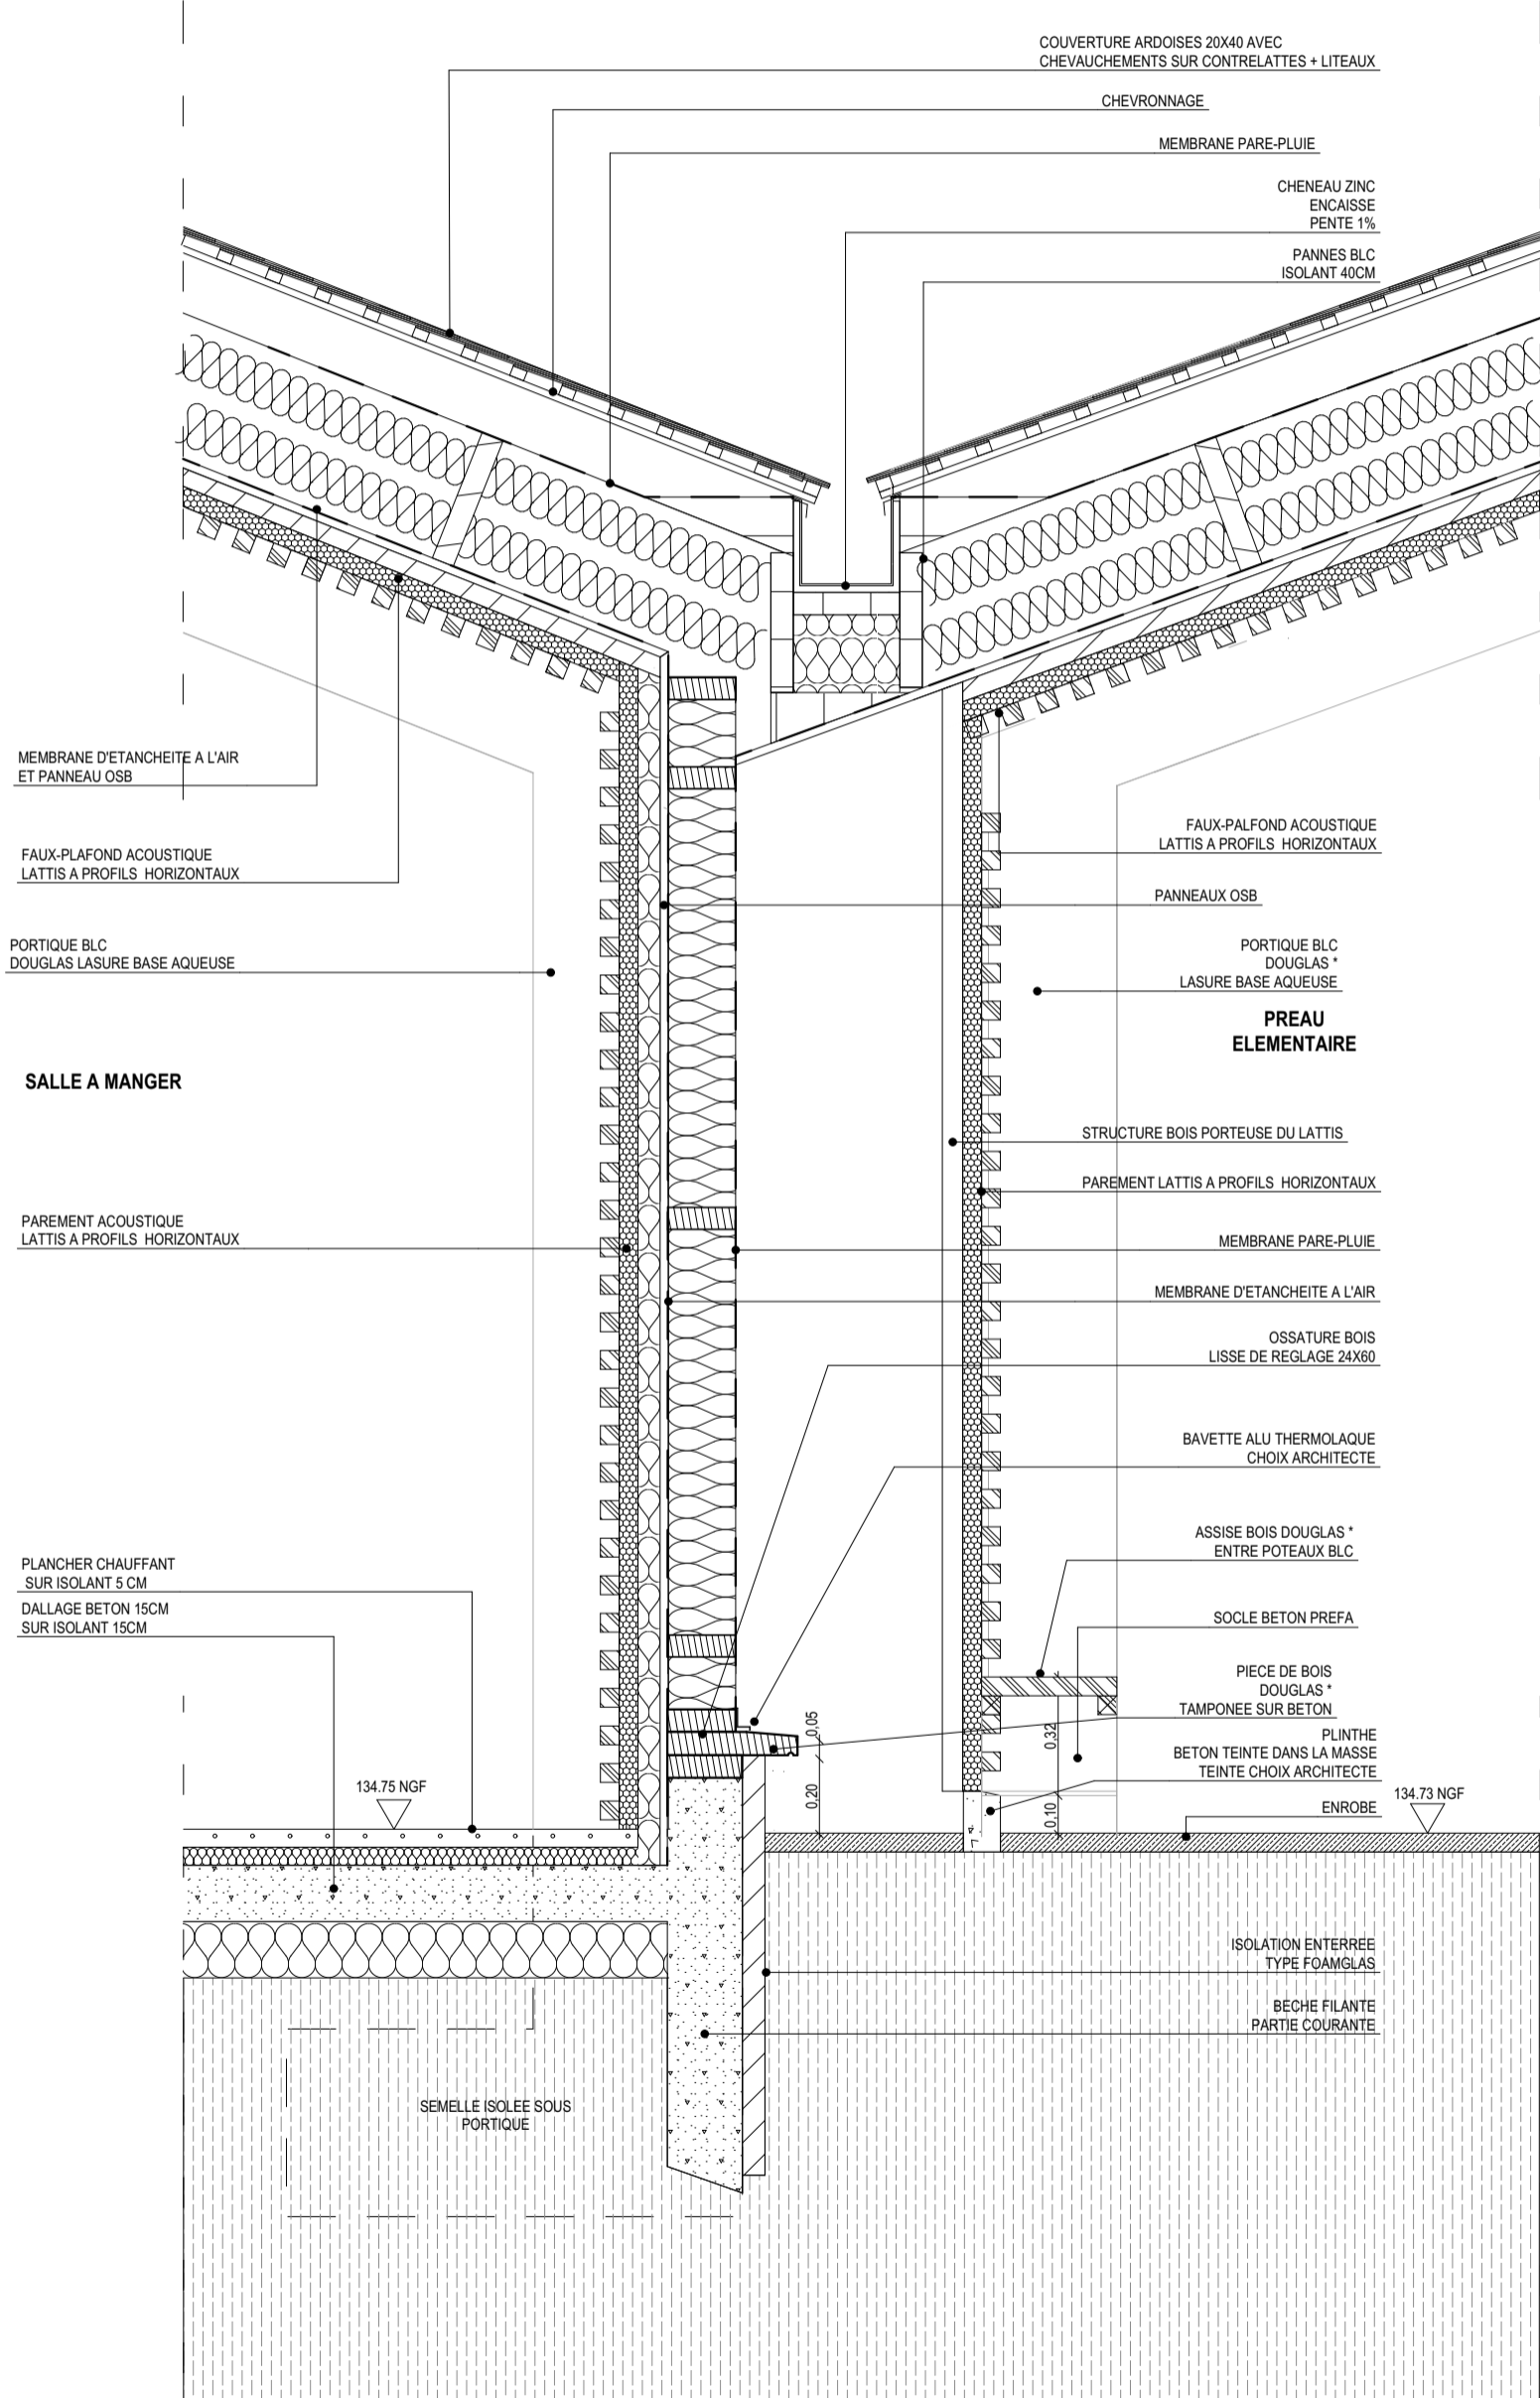 COUVERTURE ARDOISES 20X40 AVEC
CHEVAUCHEMENTS SUR CONTRELATTES + LITEAUX
CHEVRONNAGE
MEMBRANE PARE-PLUIE
CHENEAU ZINC
ENCAISSE
PENTE 1%
PANNES BLC
ISOLANT 40CM
MEMBRANE D'ETANCHEITE A L'AIR
ET PANNEAU OSB
FAUX-PLAFOND ACOUSTIQUE
LATTIS A PROFILS HORIZONTAUX
PORTIQUE BLC
DOUGLAS LASURE BASE AQUEUSE
SALLE A MANGER
PAREMENT ACOUSTIQUE
LATTIS A PROFILS HORIZONTAUX
PLANCHER CHAUFFANT
SUR ISOLANT 5 CM
DALLAGE BETON 15CM
SUR ISOLANT 15CM
134.75 NGF
SEMELLE ISOLEE SOUS
PORTIQUE
FAUX-PALFOND ACOUSTIQUE
LATTIS A PROFILS HORIZONTAUX
PANNEAUX OSB
PORTIQUE BLC
DOUGLAS *
LASURE BASE AQUEUSE
PREAU
ELEMENTAIRE
STRUCTURE BOIS PORTEUSE DU LATTIS
PAREMENT LATTIS A PROFILS HORIZONTAUX
MEMBRANE PARE-PLUIE
MEMBRANE D'ETANCHEITE A L'AIR
OSSATURE BOIS
LISSE DE REGLAGE 24X60
BAVETTE ALU THERMOLAQUE
CHOIX ARCHITECTE
ASSISE BOIS DOUGLAS *
ENTRE POTEAUX BLC
SOCLE BETON PREFA
PIECE DE BOIS
DOUGLAS *
TAMPONEE SUR BETON
PLINTHE
BETON TEINTE DANS LA MASSE
TEINTE CHOIX ARCHITECTE
ENROBE
134.73 NGF
0,05
0,20
0,32
0,10
ISOLATION ENTERREE
TYPE FOAMGLAS
BECHE FILANTE
PARTIE COURANTE